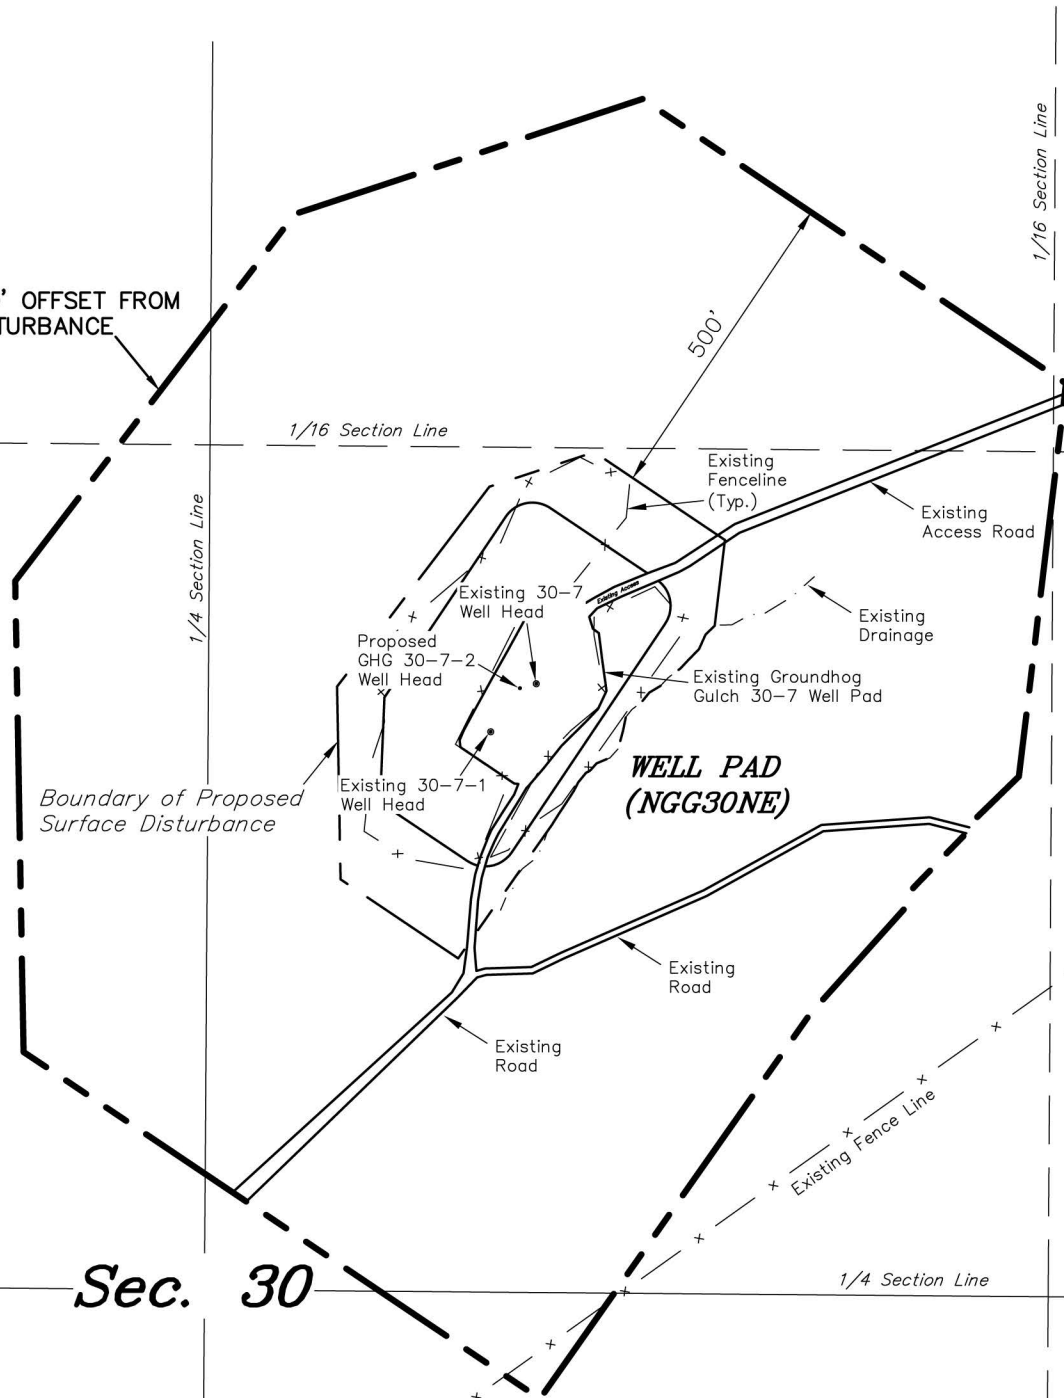 1/16 Section Line
' OFFSET FROM
TURBANCE
500'
1/16 Section Line
Existing
Fenceline
(Typ.)
Existing
Access Road
1/4 Section Line
Existing Access
Existing 30-7
Well Head
Existing
Drainage
Proposed
GHG 30-7-2
Well Head
Existing Groundhog
Gulch 30-7 Well Pad
WELL PAD
(NGG30NE)
Existing 30-7-1
Well Head
Boundary of Proposed
Surface Disturbance
Existing
Road
Existing
Road
Existing Fence Line
Sec. 30
1/4 Section Line